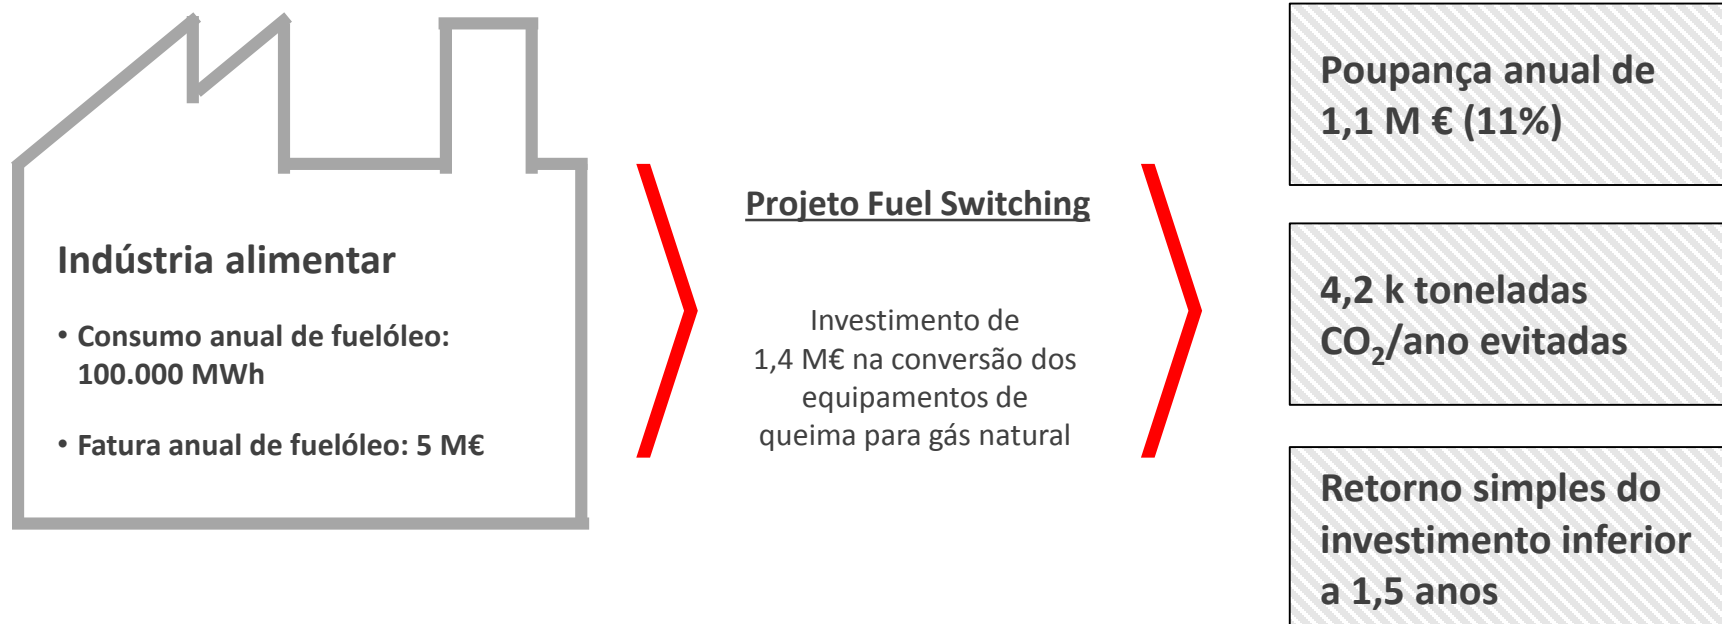 Indústria alimentar
• Consumo anual de fuelóleo:
100.000 MWh
• Fatura anual de fuelóleo: 5 M€
Projeto Fuel Switching
Investimento de
1,4 M€ na conversão dos
equipamentos de
queima para gás natural
Poupança anual de
1,1 M € (11%)
4,2 k toneladas
CO₂/ano evitadas
Retorno simples do
investimento inferior
a 1,5 anos